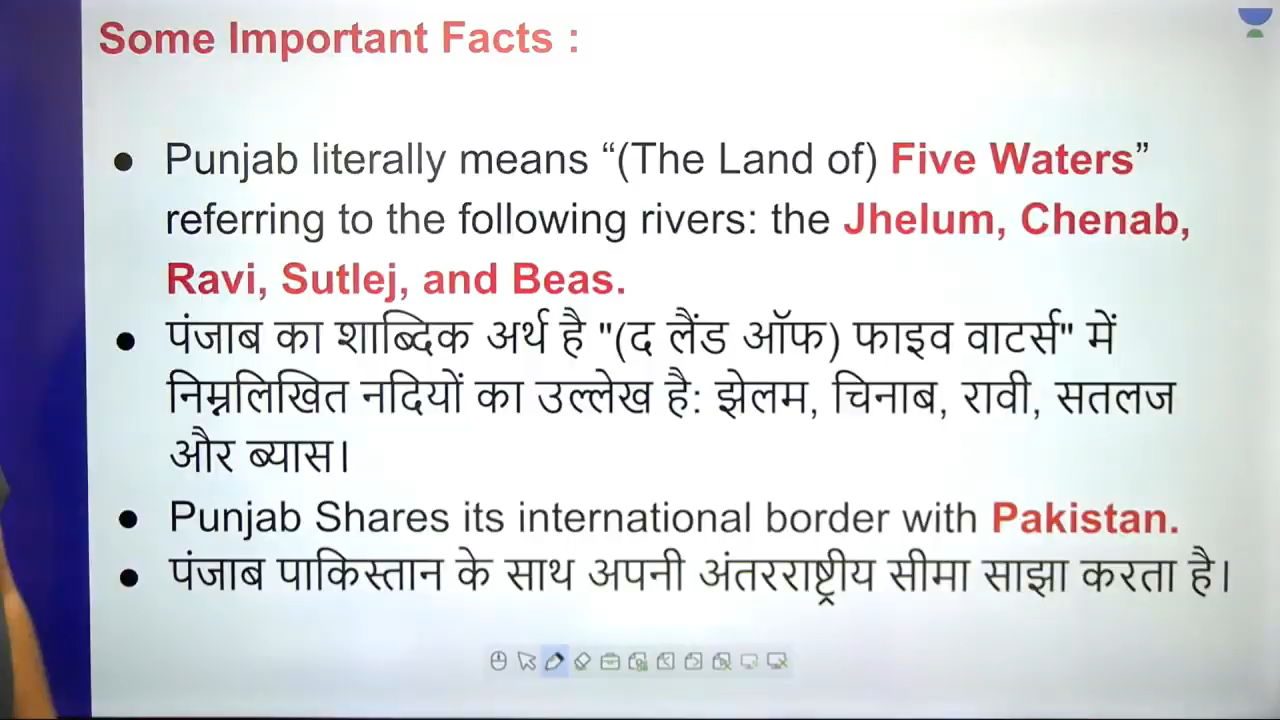 Some Important Facts :
● Punjab literally means “(The Land of) Five Waters”
referring to the following rivers: the Jhelum, Chenab,
Ravi, Sutlej, and Beas.
● पंजाब का शाब्दिक अर्थ है "(द लैंड ऑफ) फाइव वाटर्स" में
निम्नलिखित नदियों का उल्लेख है: झेलम, चिनाब, रावी, सतलज
और ब्यास।
● Punjab Shares its international border with Pakistan.
● पंजाब पाकिस्तान के साथ अपनी अंतरराष्ट्रीय सीमा साझा करता है।